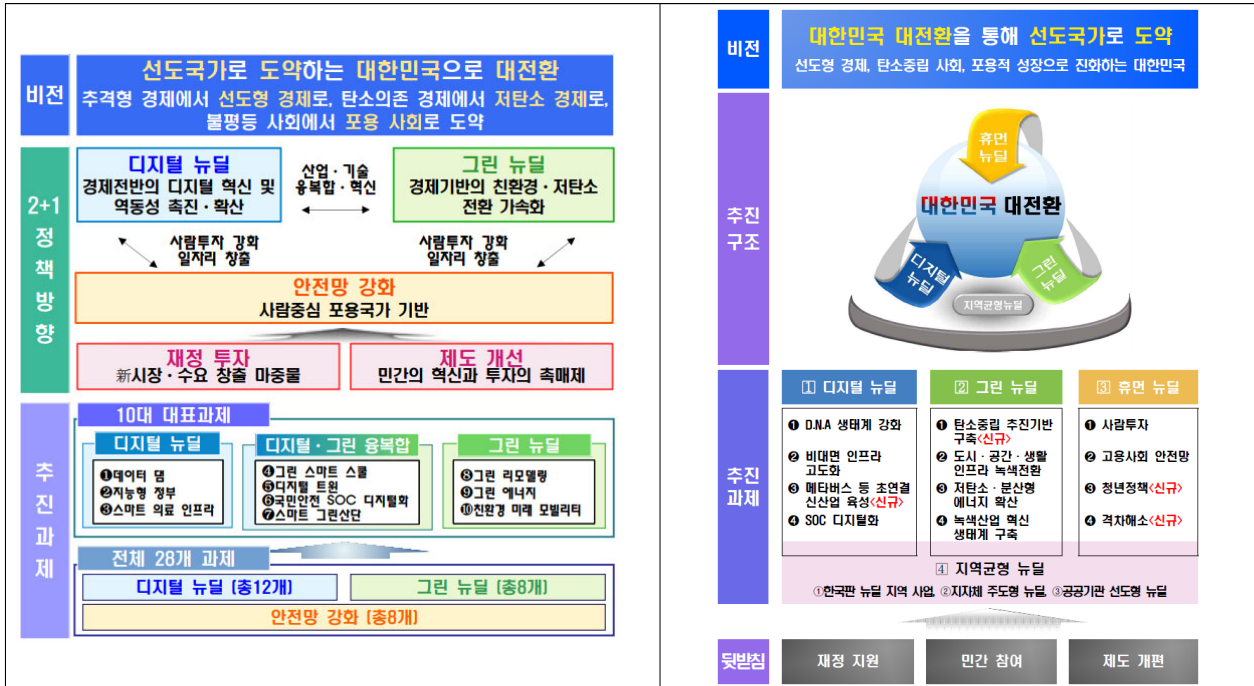 비전
선도국가로 도약하는 대한민국으로 대전환
추격형 경제에서 선도형 경제로, 탄소의존 경제에서 저탄소 경제로,
불평등 사회에서 포용 사회로 도약
2+1
정
책
방
향
디지털 뉴딜
경제전반의 디지털 혁신 및
역동성 촉진·확산
산업·기술
융복합·혁신
그린 뉴딜
경제기반의 친환경·저탄소
전환 가속화
사람투자 강화
일자리 창출
사람투자 강화
일자리 창출
안전망 강화
사람중심 포용국가 기반
재정 투자
新시장·수요 창출 마중물
제도 개선
민간의 혁신과 투자의 촉매제
추
진
과
제
10대 대표과제
디지털 뉴딜
❶데이터 댐
❷지능형 정부
❸스마트 의료 인프라
디지털·그린 융복합
❹그린 스마트 스쿨
❺디지털 트윈
❻국민안전 SOC 디지털화
❼스마트 그린산단
그린 뉴딜
❽그린 리모델링
❾그린 에너지
❿친환경 미래 모빌리티
전체 28개 과제
디지털 뉴딜 (총12개)
그린 뉴딜 (총8개)
안전망 강화 (총8개)
비전
대한민국 대전환을 통해 선도국가로 도약
선도형 경제, 탄소중립 사회, 포용적 성장으로 진화하는 대한민국
추진
구조
휴먼
뉴딜
대한민국 대전환
디지털
뉴딜
그린
뉴딜
지역균형뉴딜
추진
과제
1 디지털 뉴딜
❶ D.N.A 생태계 강화
❷ 비대면 인프라
고도화
❸ 메타버스 등 초연결
신산업 육성<신규>
❹ SOC 디지털화
2 그린 뉴딜
❶ 탄소중립 추진기반
구축<신규>
❷ 도시·공간·생활
인프라 녹색전환
❸ 저탄소·분산형
에너지 확산
❹ 녹색산업 혁신
생태계 구축
3 휴먼 뉴딜
❶ 사람투자
❷ 고용사회 안전망
❸ 청년정책<신규>
❹ 격차해소<신규>
4 지역균형 뉴딜
①한국판 뉴딜 지역 사업, ②지자체 주도형 뉴딜, ③공공기관 선도형 뉴딜
뒷받침
재정 지원
민간 참여
제도 개편